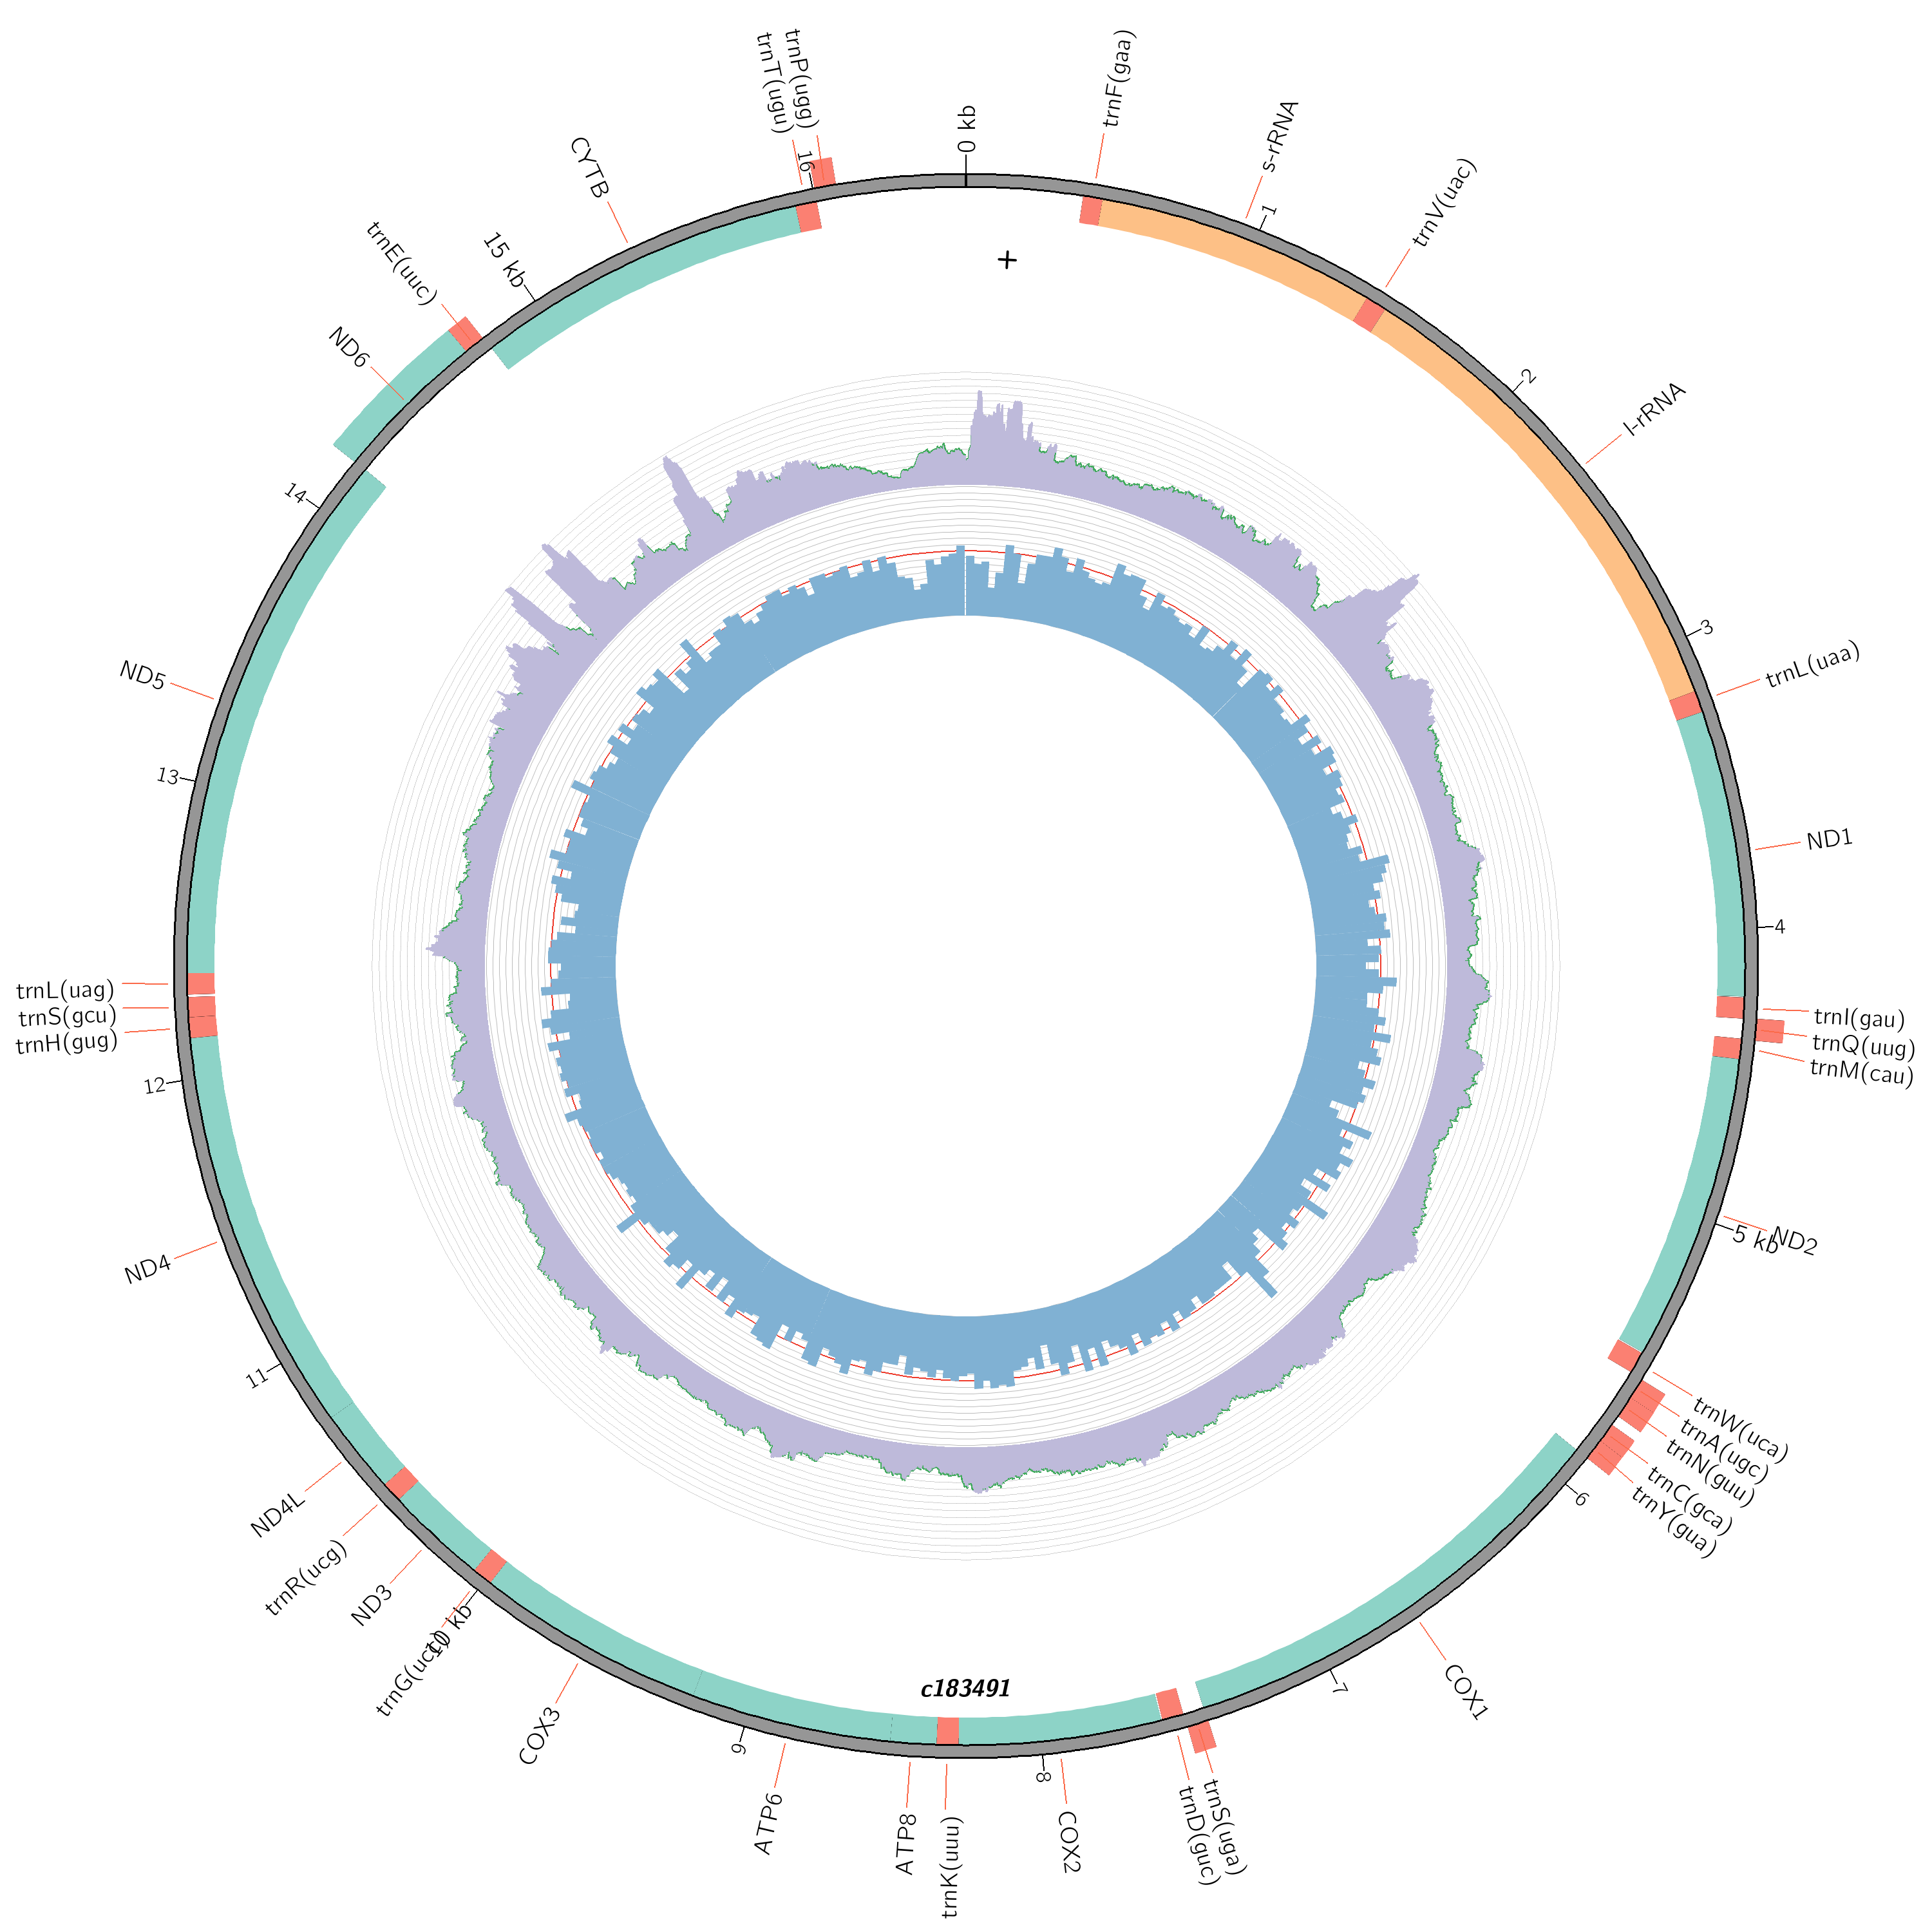 0 kb
trnF(gaa)
s-rRNA
1
trnV(uac)
2
l-rRNA
3
trnL(uaa)
ND1
4
trnI(gau)
trnQ(uug)
trnM(cau)
5 kb
ND2
trnW(uca)
trnA(ugc)
trnN(guu)
trnC(gca)
trnY(gua)
6
COX1
7
trnS(uga)
trnD(guc)
COX2
8
trnK(uuu)
ATP8
ATP6
9
COX3
10 kb
trnG(ucc)
ND3
trnR(ucg)
ND4L
11
ND4
12
trnH(gug)
trnS(gcu)
trnL(uag)
13
ND5
14
ND6
trnE(uuc)
15 kb
CYTB
trnT(ugu)
trnP(ugg)
16
+
c183491